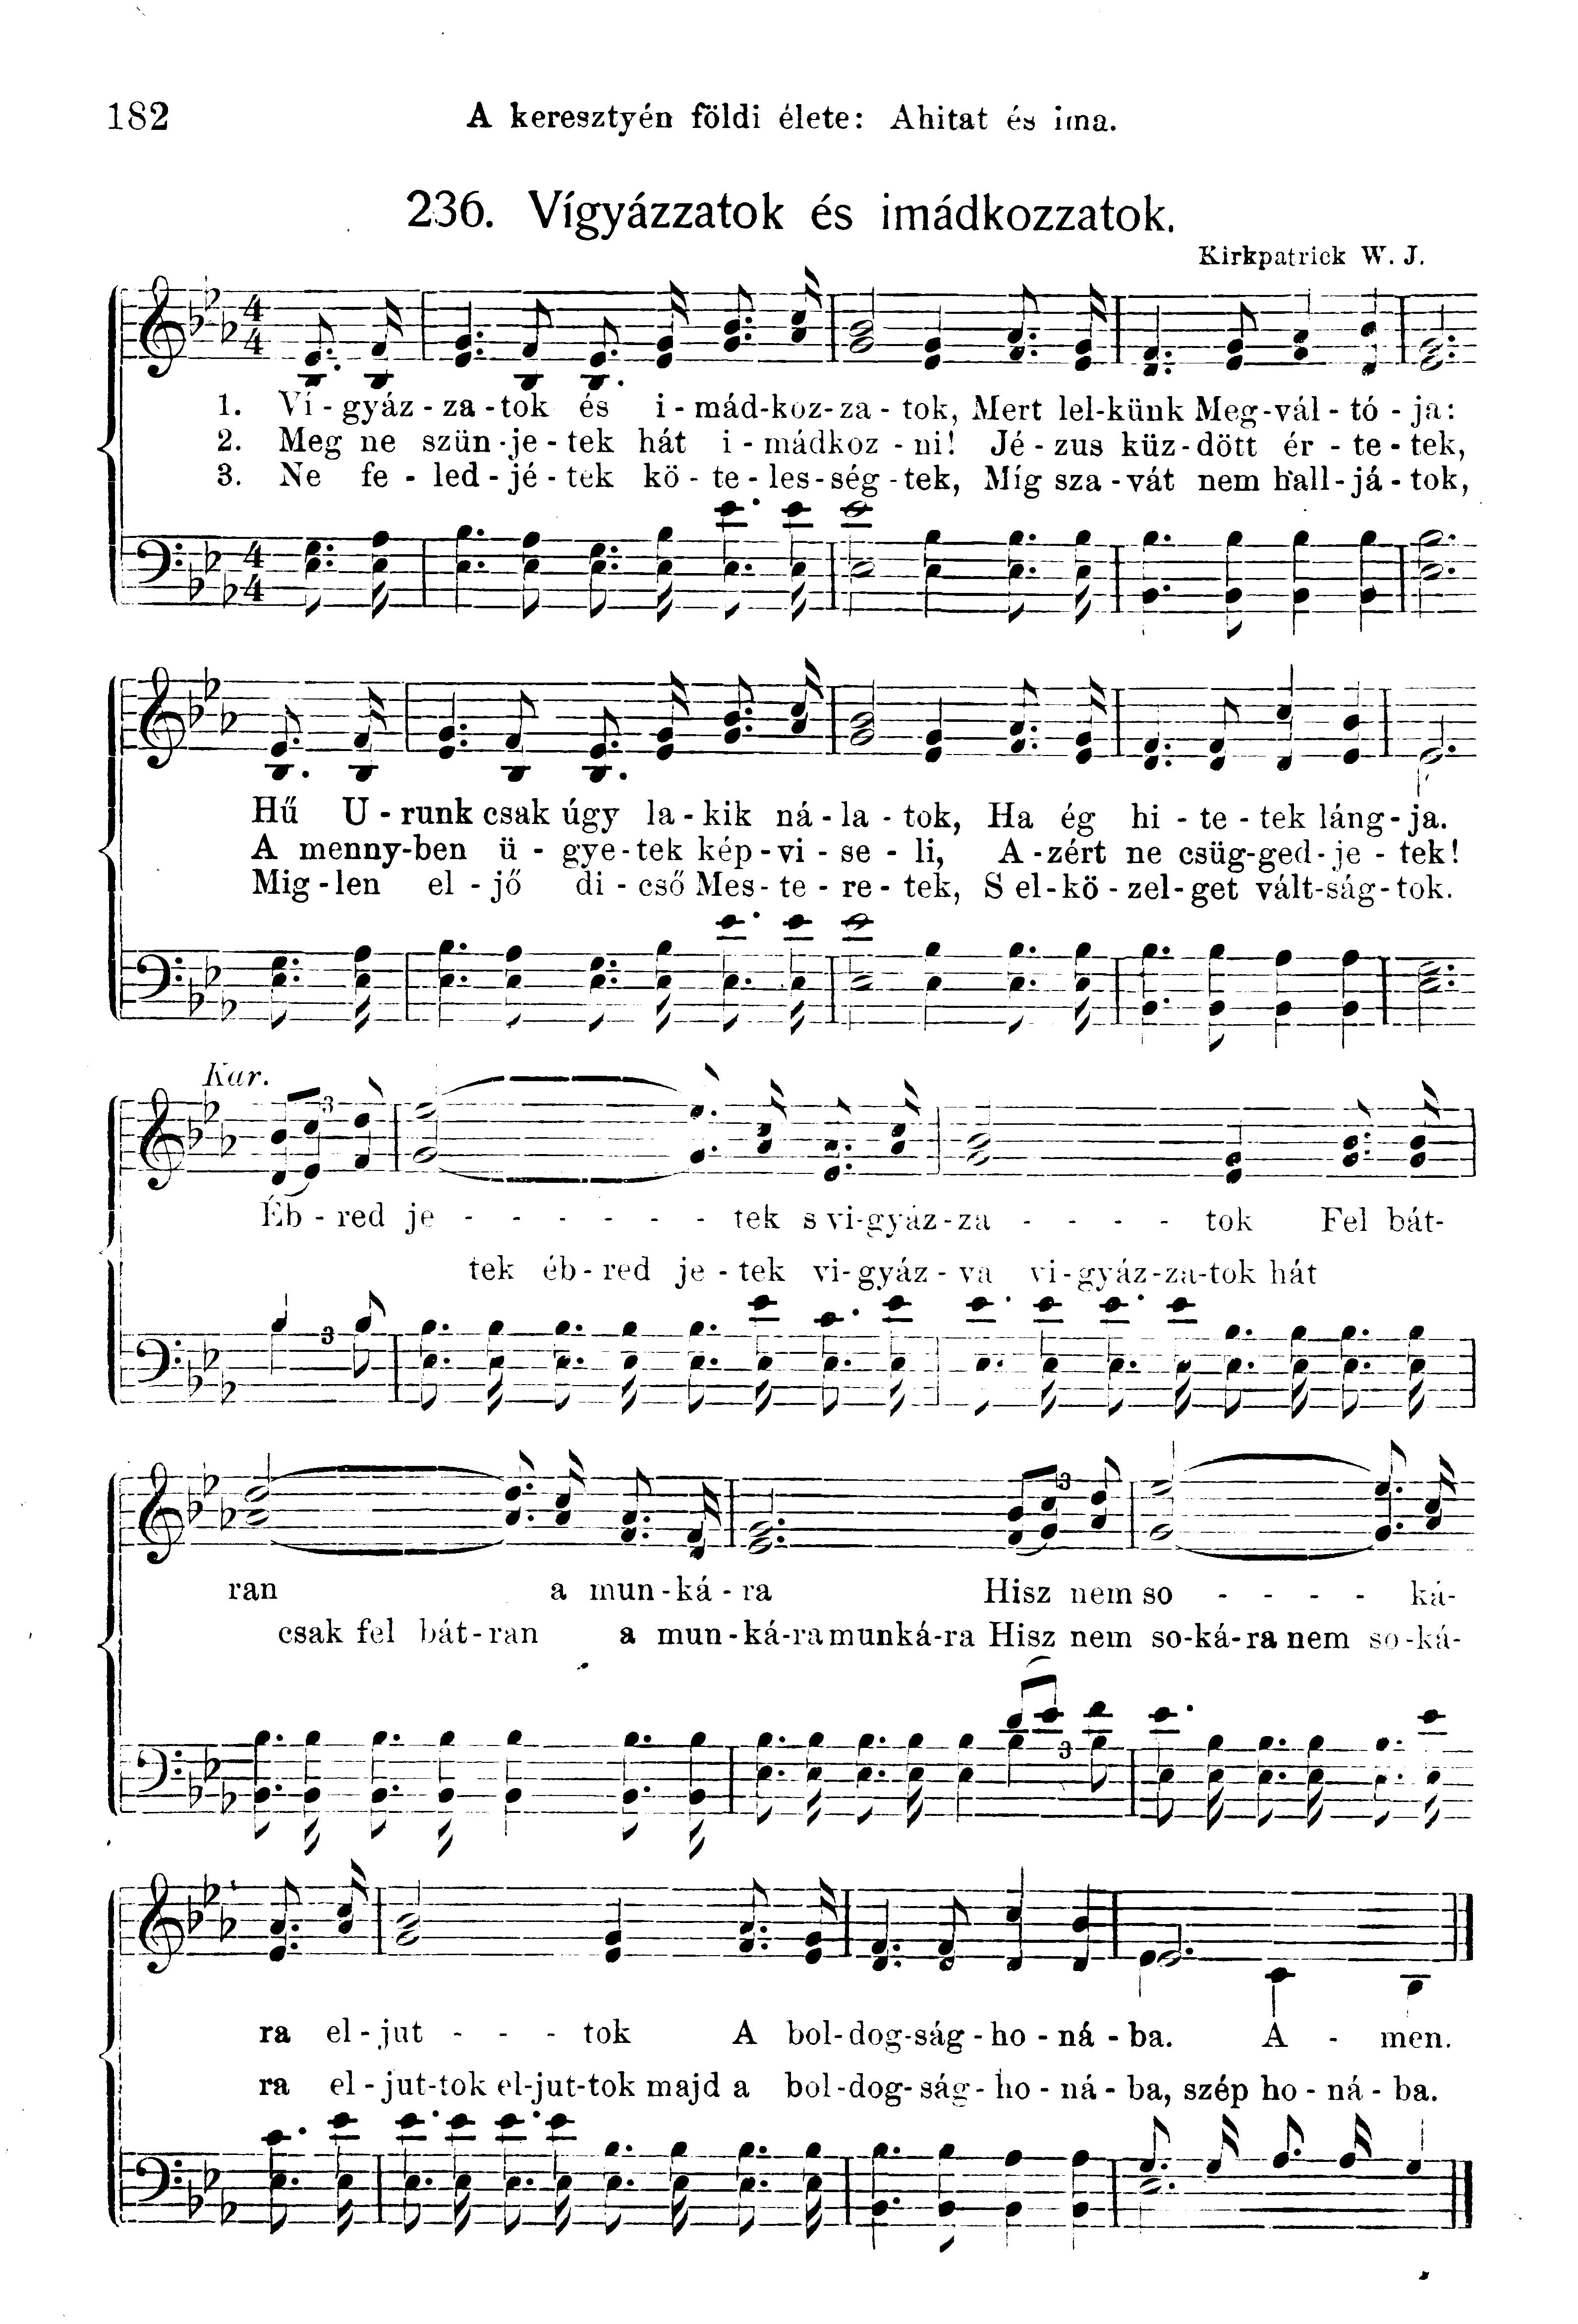 182
A keresztyén földi élete: Ahitat és ima.
236. Vígyázzatok és imádkozzatok.
Kirkpatrick W. J.
1. Ví-gyáz-za-tok és i-mád-koz-za-tok, Mert lel-künk Meg-vál-tó-ja:
2. Meg ne szün-je-tek hát i-mádkoz-ni! Jé-zus küz-dött ér-te-tek,
3. Ne fe-led-jé-tek kö-te-les-ség-tek, Míg sza-vát nem hall-já-tok,
Hű U-runk csak úgy la-kik ná-la-tok, Ha ég hi-te-tek láng-ja.
A menny-ben ü-gye-tek kép-vi-se-li, A-zért ne csüg-ged-je-tek!
Mig-len el-jő di-cső Mes-te-re-tek, S el-kö-zel-get vált-ság-tok.
Kar.
3
Éb-red je - - - - - - tek s vi-gyáz-za - - - - tok Fel bát-
tek éb-red je-tek vi-gyáz-va vi-gyáz-za-tok hát
3
3
ran a mun-ká-ra Hisz nem so - - - - ká-
csak fel bát-ran a mun-ká-ra munká-ra Hisz nem so-ká-ra nem so-ká-
3
ra el-jut - - - tok A bol-dog-ság-ho-ná-ba. A - men.
ra el-jut-tok el-jut-tok majd a bol-dog-ság-ho-ná-ba, szép ho-ná-ba.